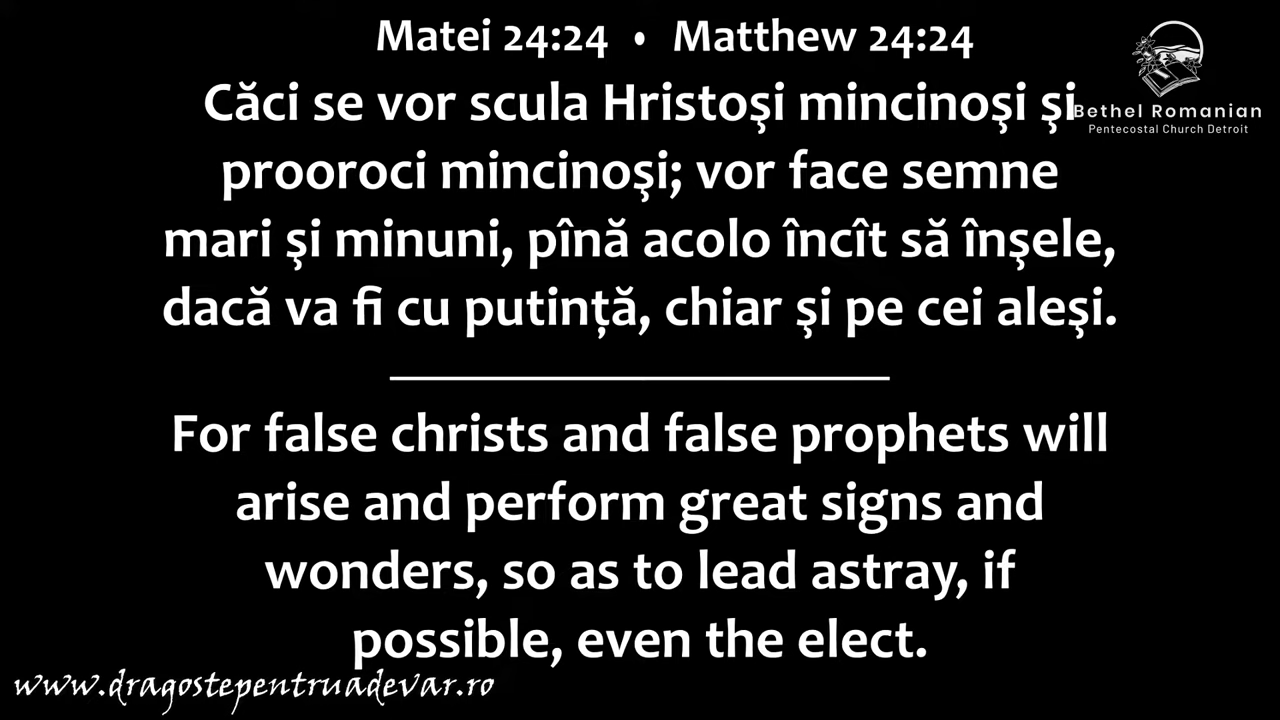 Matei 24:24 • Matthew 24:24
Căci se vor scula Hristoşi mincinoşi şi
prooroci mincinoşi; vor face semne
mari şi minuni, pînă acolo încît să înşele,
dacă va fi cu putinţă, chiar şi pe cei aleşi.
For false christs and false prophets will
arise and perform great signs and
wonders, so as to lead astray, if
possible, even the elect.
Bethel Romanian
Pentecostal Church Detroit
www.dragostepentruadevar.ro